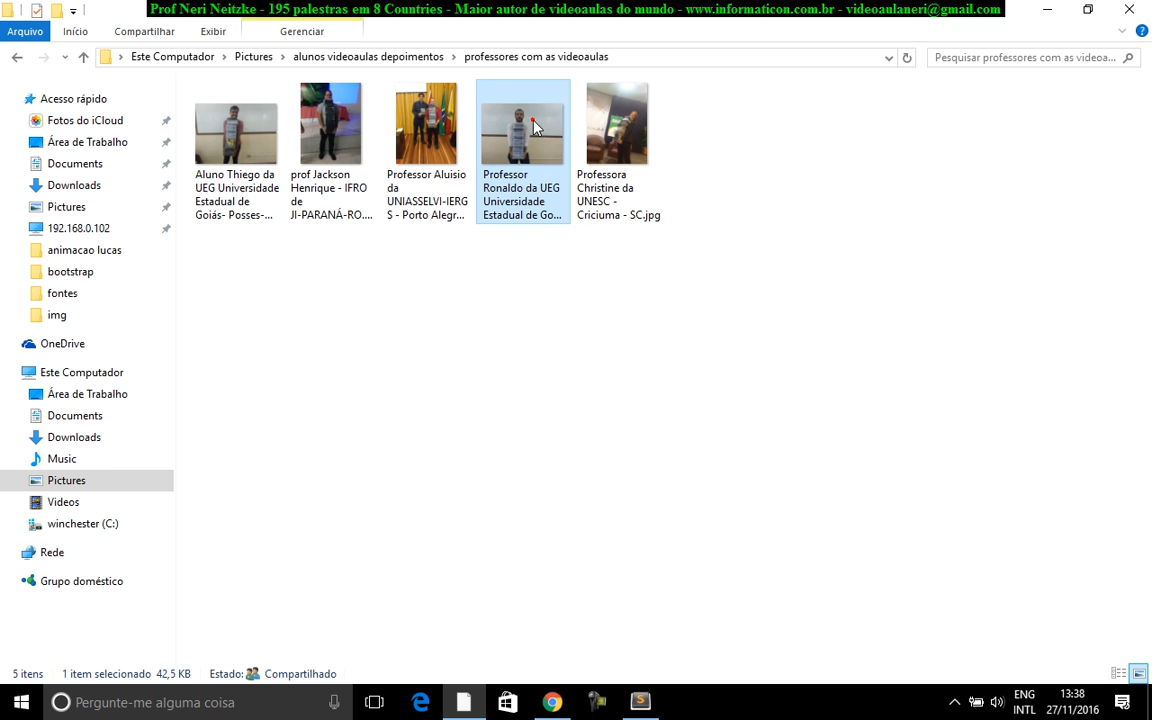 Prof Neri Neitzke - 195 palestras em 8 Countries - Maior autor de videoaulas do mundo - www.informaticon.com.br - videoaulaneri@gmail.com
Arquivo Início Compartilhar Exibir Gerenciar
Este Computador Pictures alunos videoaulas depoimentos professores com as videoaulas Pesquisar professores com as videoa...
Acesso rápido
Fotos do iCloud
Área de Trabalho
Documents
Downloads
Pictures
192.168.0.102
animacao lucas
bootstrap
fontes
img
OneDrive
Este Computador
Área de Trabalho
Documents
Downloads
Music
Pictures
Videos
winchester (C:)
Rede
Grupo doméstico
Aluno Thiego da
UEG Universidade
Estadual de
Goiás- Posses-...
prof Jackson
Henrique - IFRO
de
JI-PARANÁ-RO....
Professor Aluisio
da
UNIASSELVI-IERG
S - Porto Alegr...
Professor
Ronaldo da UEG
Universidade
Estadual de Go...
Professora
Christine da
UNESC -
Criciuma - SC.jpg
5 itens 1 item selecionado 42,5 KB Estado: Compartilhado
Pergunte-me alguma coisa
ENG
INTL
13:38
27/11/2016